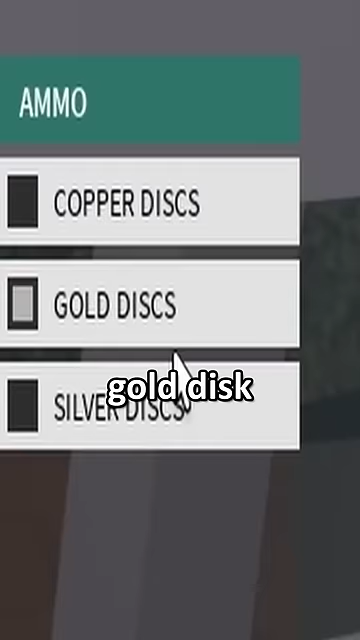 AMMO
COPPER DISCS
GOLD DISCS
gold disk
SILVER DISCS